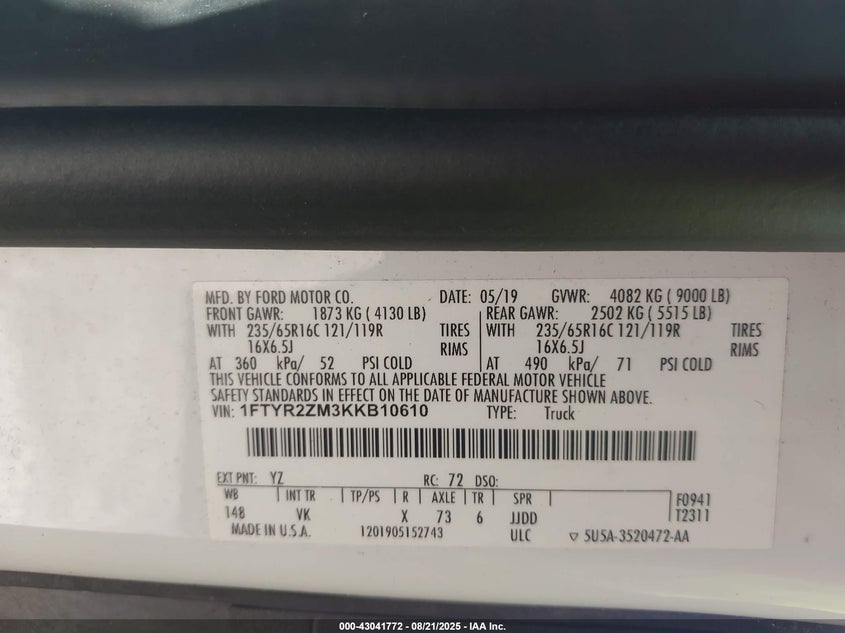 MFD. BY FORD MOTOR CO. DATE: 05/19 GVWR: 4082 KG ( 9000 LB)
FRONT GAWR: 1873 KG ( 4130 LB) REAR GAWR: 2502 KG ( 5515 LB)
WITH 235/65R16C 121/119R TIRES WITH 235/65R16C 121/119R TIRES
16X6.5J RIMS 16X6.5J RIMS
AT 360 kPa/ 52 PSI COLD AT 490 kPa/ 71 PSI COLD
THIS VEHICLE CONFORMS TO ALL APPLICABLE FEDERAL MOTOR VEHICLE
SAFETY STANDARDS IN EFFECT ON THE DATE OF MANUFACTURE SHOWN ABOVE.
VIN: 1FTYR2ZM3KKB10610 TYPE: Truck
EXT PNT: YZ RC: 72 DSO:
WB INT TR TP/PS R AXLE TR SPR F0941
148 VK X 73 6 JJDD T2311
MADE IN U.S.A. 1201905152743 ULC ▽ 5U5A-3520472-AA
000-43041772 - 08/21/2025 - IAA Inc.